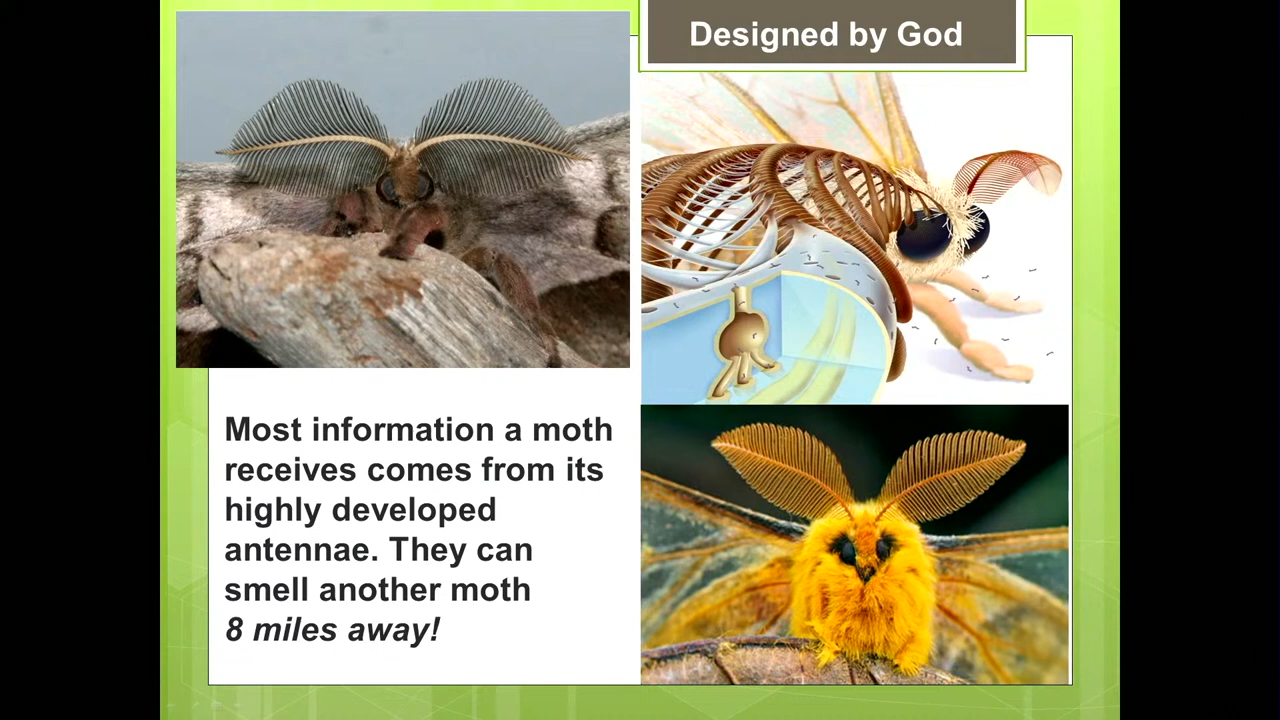 Designed by God
Most information a moth
receives comes from its
highly developed
antennae. They can
smell another moth
8 miles away!